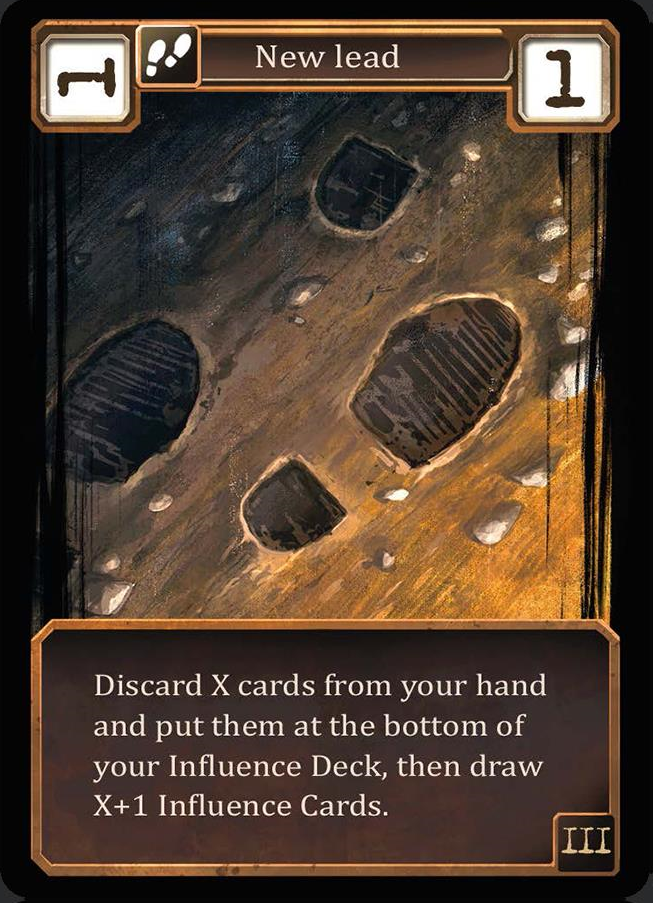 1
New lead
1
Discard X cards from your hand
and put them at the bottom of
your Influence Deck, then draw
X+1 Influence Cards.
III